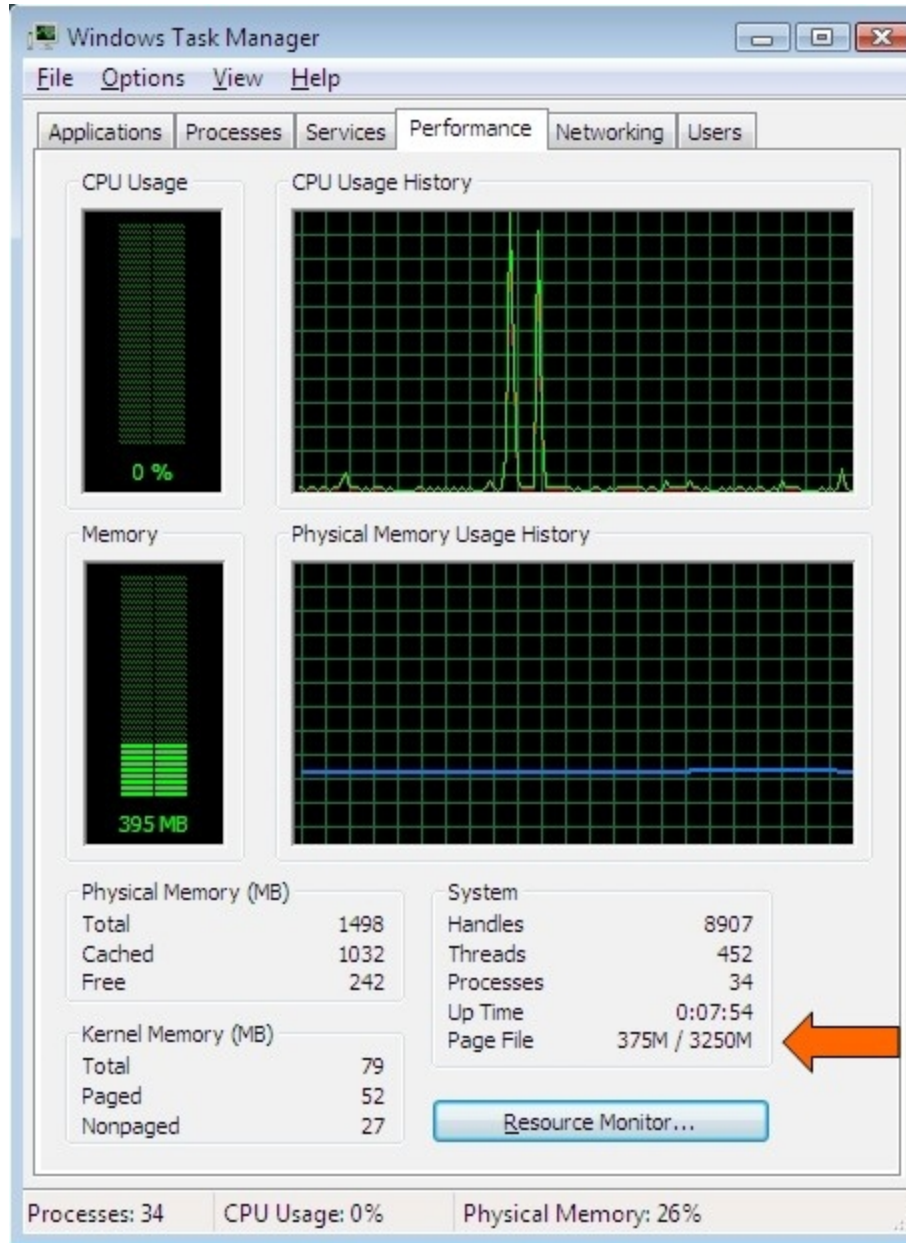 Windows Task Manager
File Options View Help
Applications Processes Services Performance Networking Users
CPU Usage
CPU Usage History
0 %
Memory
Physical Memory Usage History
395 MB
Physical Memory (MB)
Total 1498
Cached 1032
Free 242
Kernel Memory (MB)
Total 79
Paged 52
Nonpaged 27
System
Handles 8907
Threads 452
Processes 34
Up Time 0:07:54
Page File 375M / 3250M
Resource Monitor...
Processes: 34 CPU Usage: 0% Physical Memory: 26%